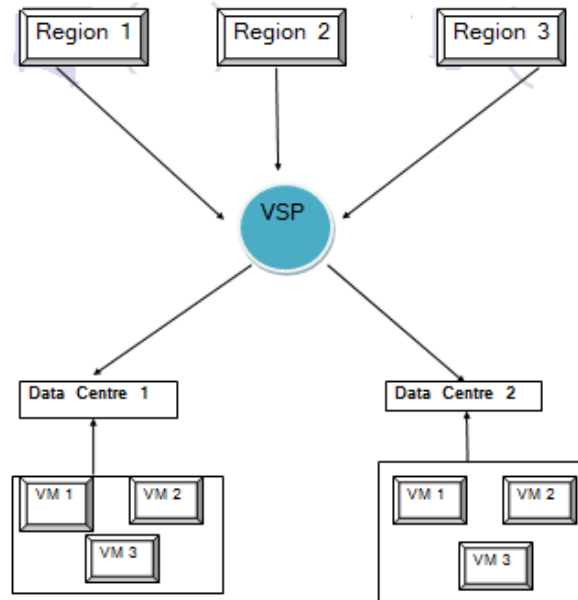 Region 1
Region 2
Region 3
VSP
Data Centre 1
Data Centre 2
VM 1
VM 2
VM 3
VM 1
VM 2
VM 3